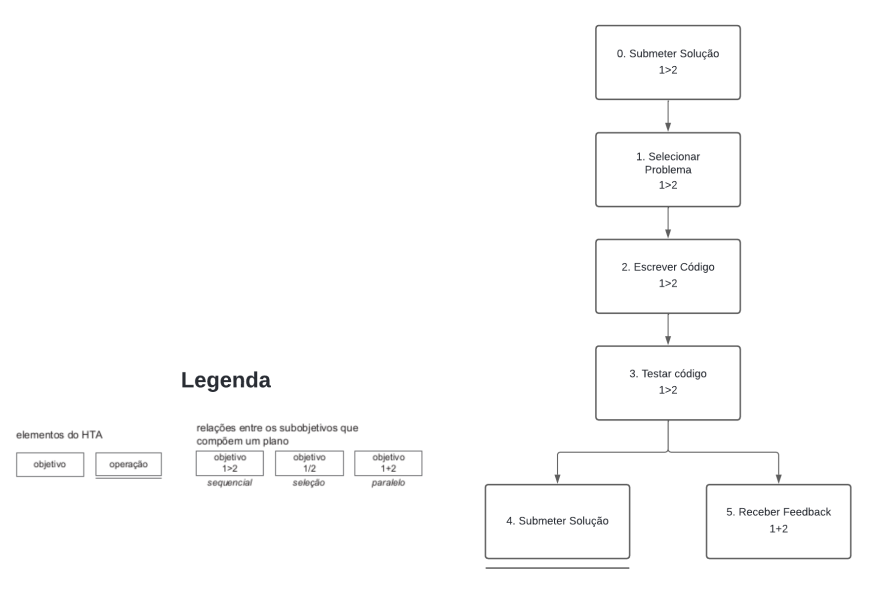 0. Submeter Solução
1>2
1. Selecionar
Problema
1>2
2. Escrever Código
1>2
3. Testar código
1>2
4. Submeter Solução
5. Receber Feedback
1+2
Legenda
elementos do HTA
objetivo
operação
relações entre os subobjetivos que
compõem um plano
objetivo
1>2
sequencial
objetivo
1/2
seleção
objetivo
1+2
paralelo